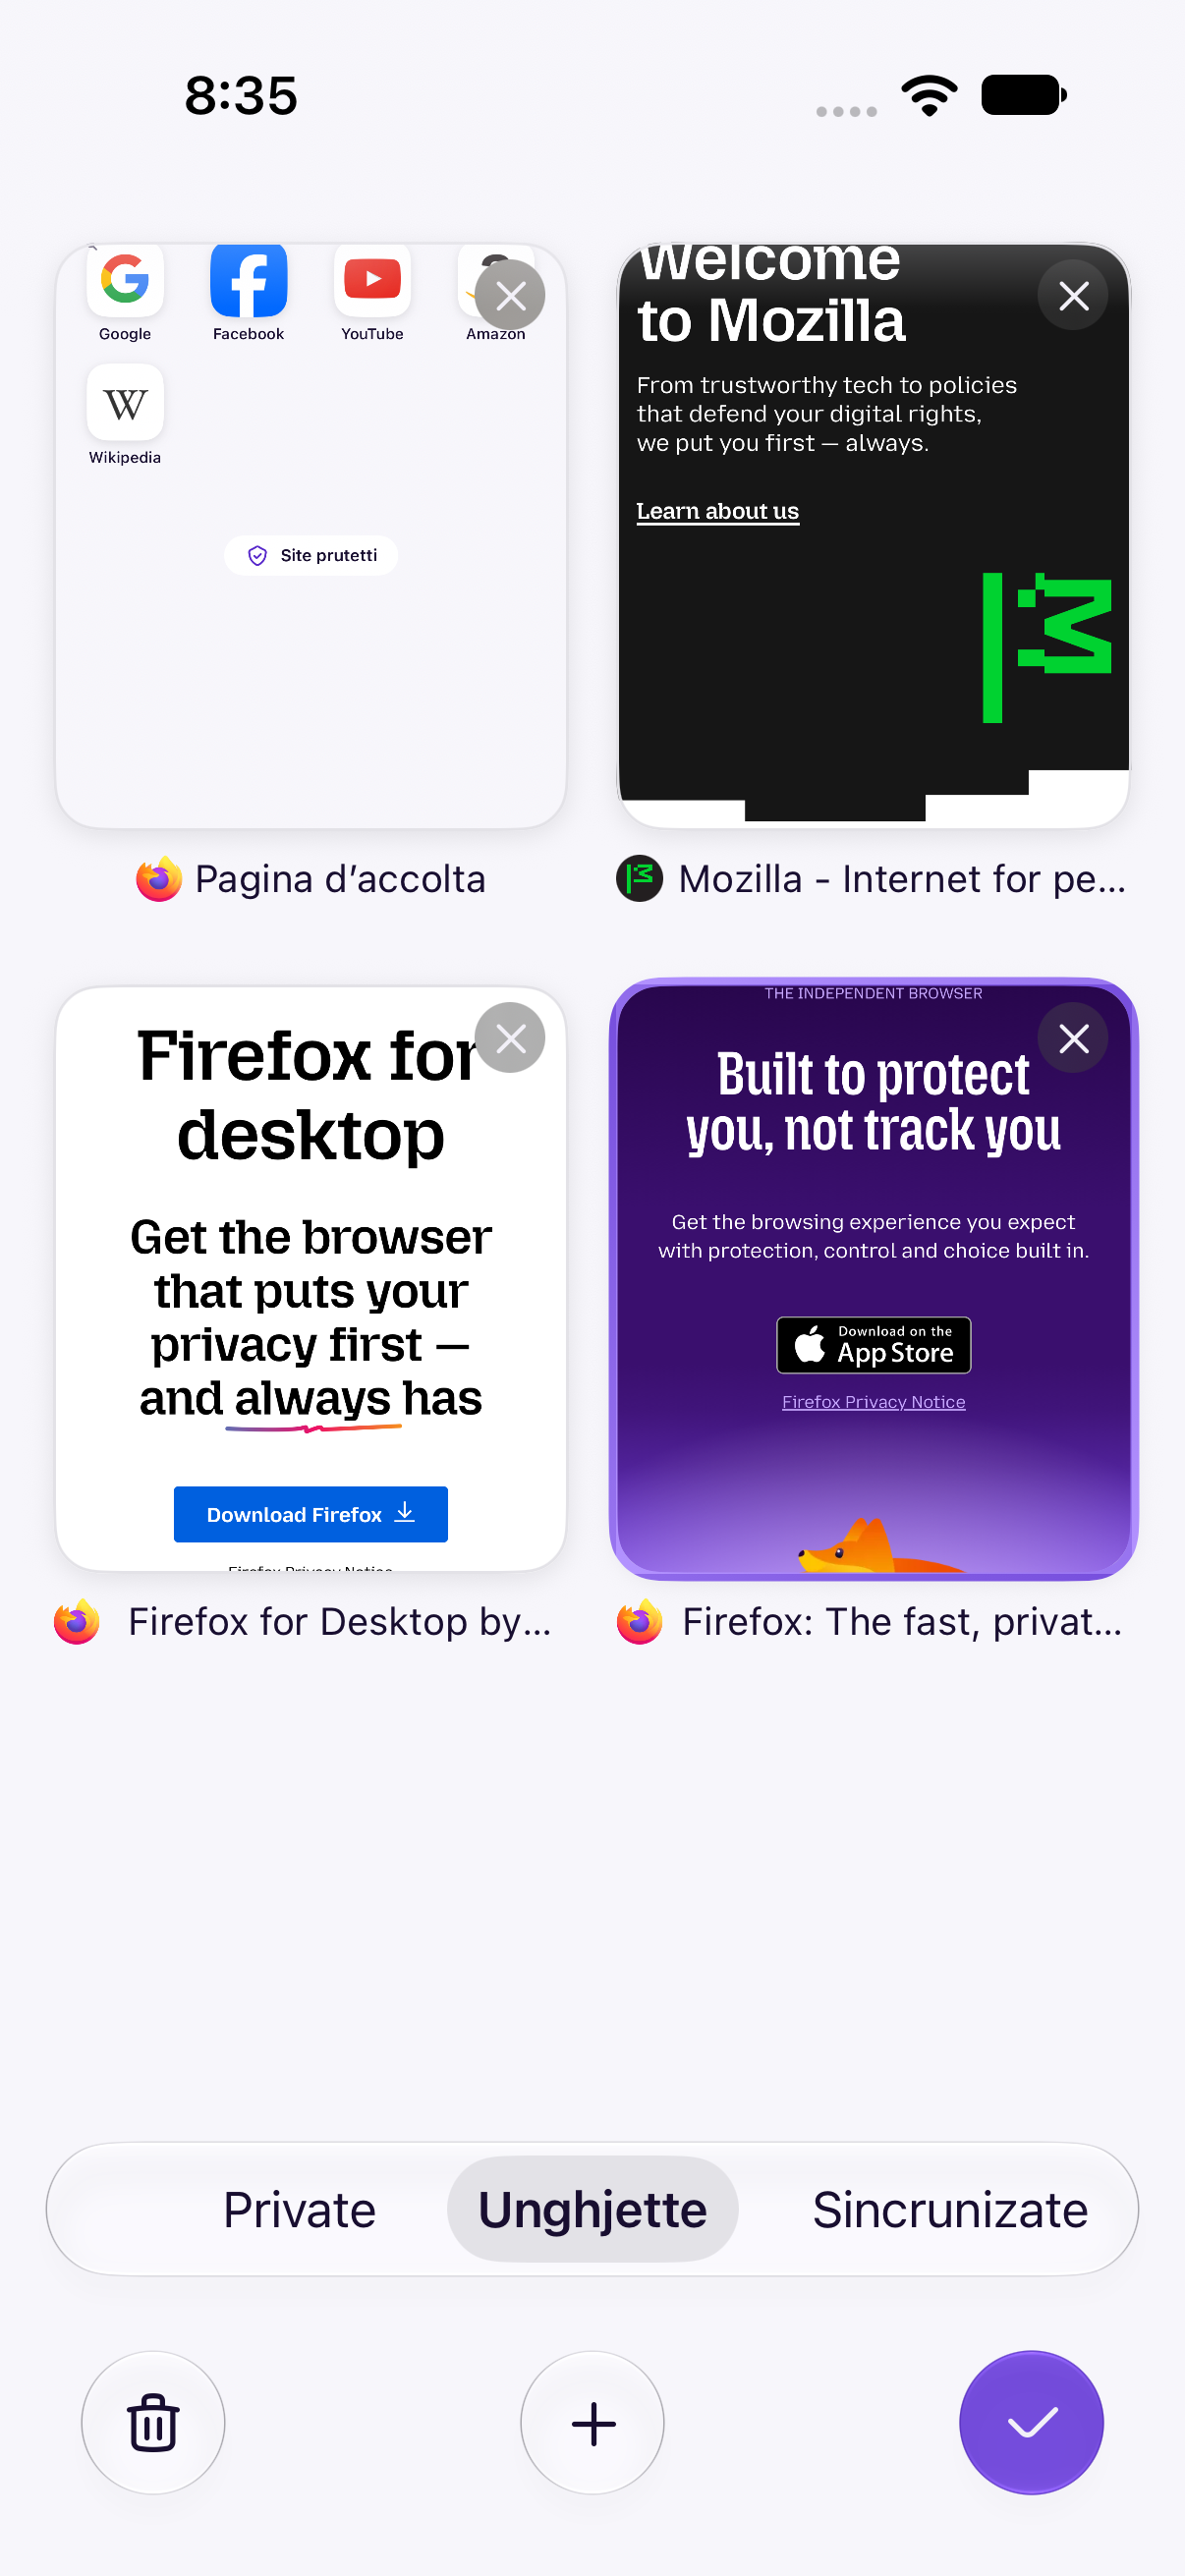 8:35
Google
Facebook
YouTube
Amazon
Wikipedia
Site prutetti
Pagina d’accolta
Welcome
to Mozilla
From trustworthy tech to policies
that defend your digital rights,
we put you first — always.
Learn about us
Mozilla - Internet for pe...
Firefox for
desktop
Get the browser
that puts your
privacy first —
and always has
Download Firefox
Firefox Privacy Notice
Firefox for Desktop by...
THE INDEPENDENT BROWSER
Built to protect
you, not track you
Get the browsing experience you expect
with protection, control and choice built in.
Download on the
App Store
Firefox Privacy Notice
Firefox: The fast, privat...
Private
Unghjette
Sincrunizate